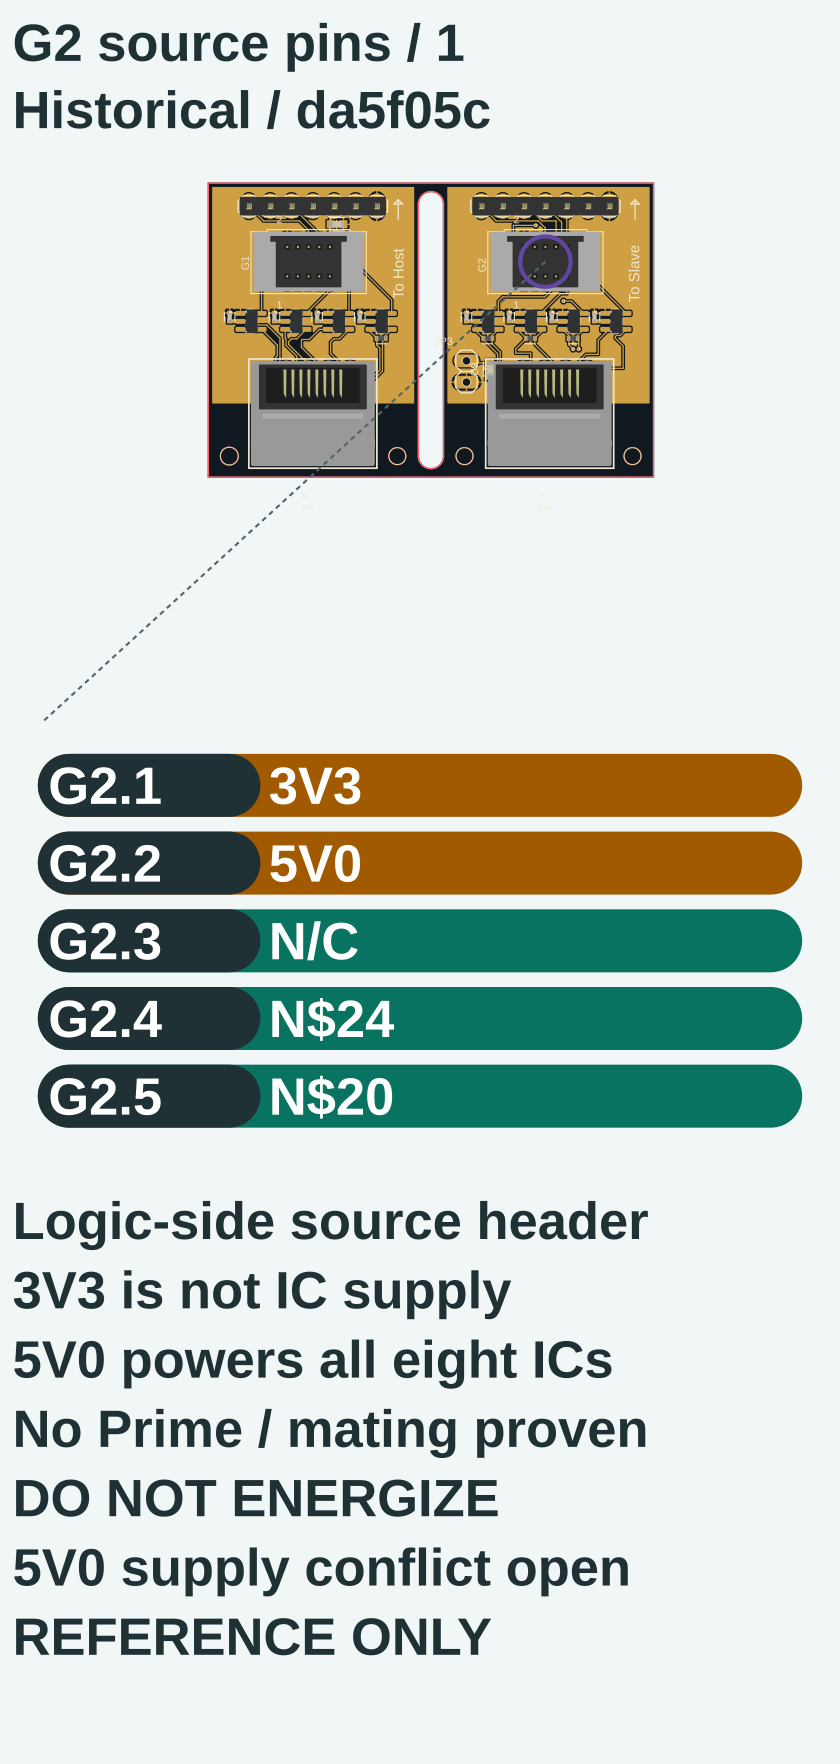 G2 source pins / 1
Historical / da5f05c
G1
To Host
G2
To Slave
1
1
G2.1 3V3
G2.2 5V0
G2.3 N/C
G2.4 N$24
G2.5 N$20
Logic-side source header
3V3 is not IC supply
5V0 powers all eight ICs
No Prime / mating proven
DO NOT ENERGIZE
5V0 supply conflict open
REFERENCE ONLY